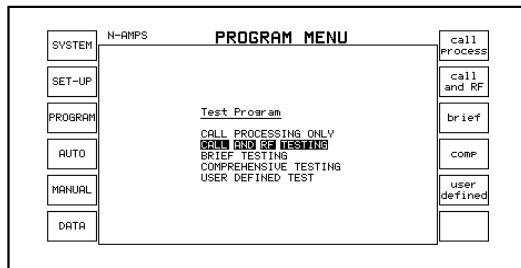 N-AMPS PROGRAM MENU
SYSTEM
SET-UP
PROGRAM
AUTO
MANUAL
DATA
Test Program
CALL PROCESSING ONLY
CALL AND RF TESTING
BRIEF TESTING
COMPREHENSIVE TESTING
USER DEFINED TEST
call
process
call
and RF
brief
comp
user
defined